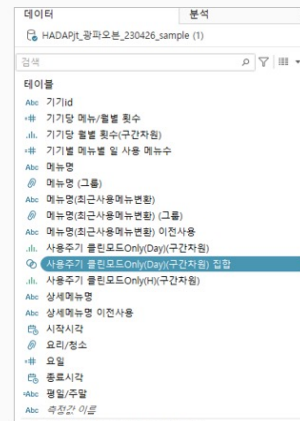 데이터 분석
HADAPjt_광파오븐_230426_sample (1)
검색
테이블
Abc 기기id
# 기기당 메뉴/월별 횟수
기기당 월별 횟수(구간차원)
# 기기별 메뉴별 일 사용 메뉴수
Abc 메뉴명
메뉴명 (그룹)
Abc 메뉴명(최근사용메뉴변환)
메뉴명(최근사용메뉴변환) (그룹)
Abc 메뉴명(최근사용메뉴변환) 이전사용
사용주기 클린모드Only(Day)(구간차원)
사용주기 클린모드Only(Day)(구간차원) 집합
사용주기 클린모드Only(H)(구간차원)
Abc 상세메뉴명
Abc 상세메뉴명 이전사용
시작시각
요리/청소
# 요일
종료시각
Abc 평일/주말
Abc 측정값 이름